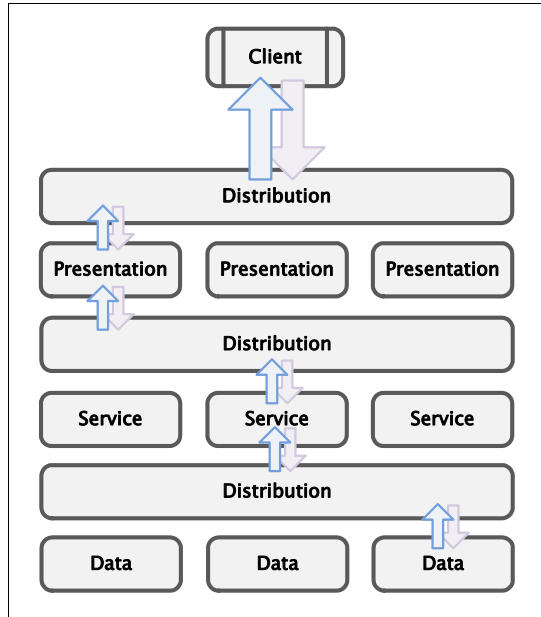 Client
Distribution
Presentation Presentation Presentation
Distribution
Service Service Service
Distribution
Data Data Data